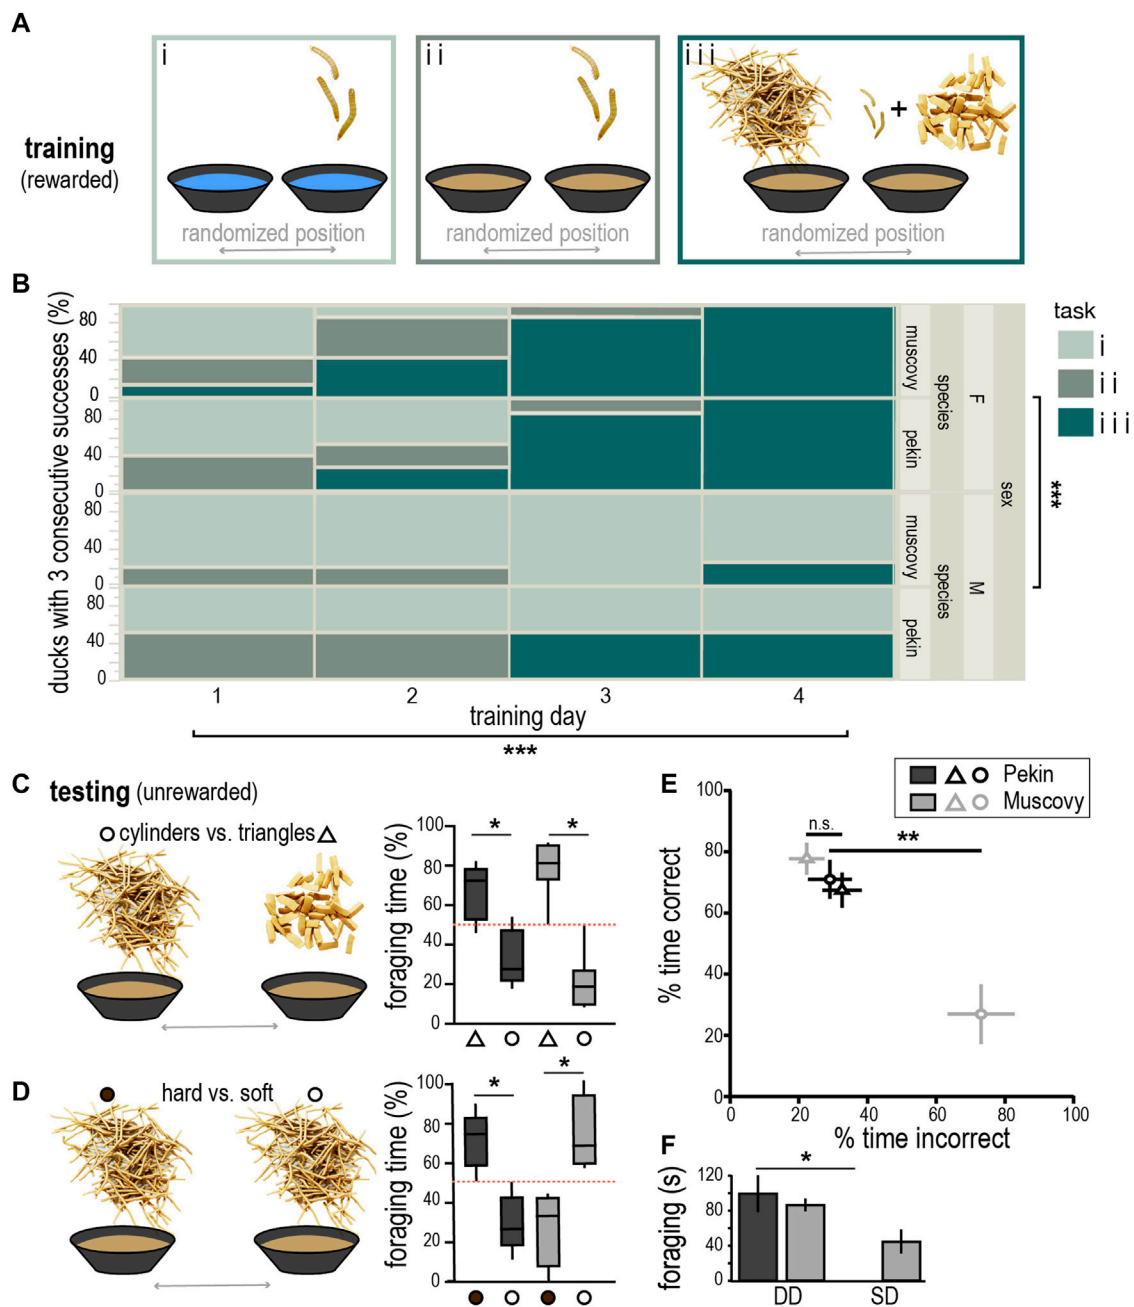 A
training
(rewarded)
i
randomized position
ii
randomized position
iii
+
randomized position
B
ducks with 3 consecutive successes (%)
80
40
0
80
40
0
80
40
0
80
40
0
1
2
3
4
training day
***
muscovy
pekin
muscovy
pekin
species
species
F
M
sex
***
task
i
ii
iii
C
testing (unrewarded)
cylinders vs. triangles
foraging time (%)
100
80
60
40
20
0
*
*
D
hard vs. soft
foraging time (%)
100
80
60
40
20
0
*
*
E
Pekin
Muscovy
% time correct
100
80
60
40
20
0
n.s.
**
0
20
40
60
80
100
% time incorrect
F
foraging (s)
120
80
40
0
*
DD
SD